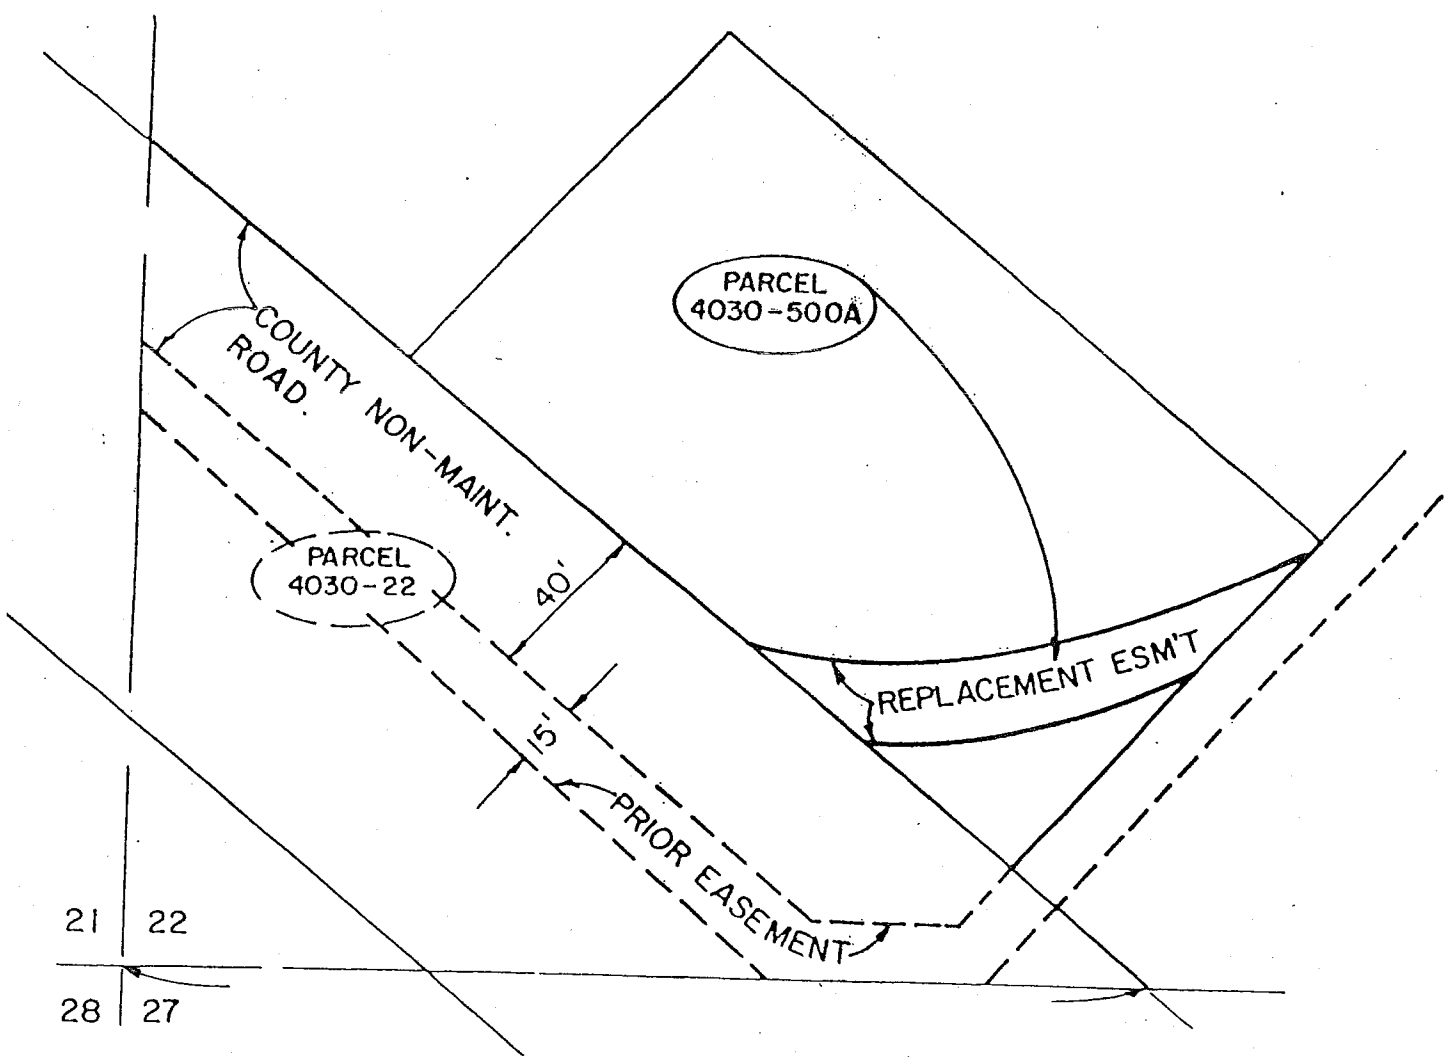 PARCEL
4030-500A
COUNTY NON-MAINT.
ROAD.
PARCEL
4030-22
40'
15'
REPLACEMENT ESM'T
PRIOR EASEMENT
21 22
28 27